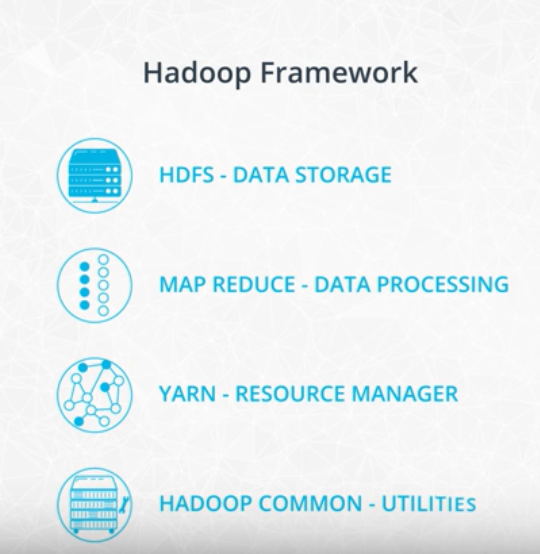 Hadoop Framework
HDFS - DATA STORAGE
MAP REDUCE - DATA PROCESSING
YARN - RESOURCE MANAGER
HADOOP COMMON - UTILITIES